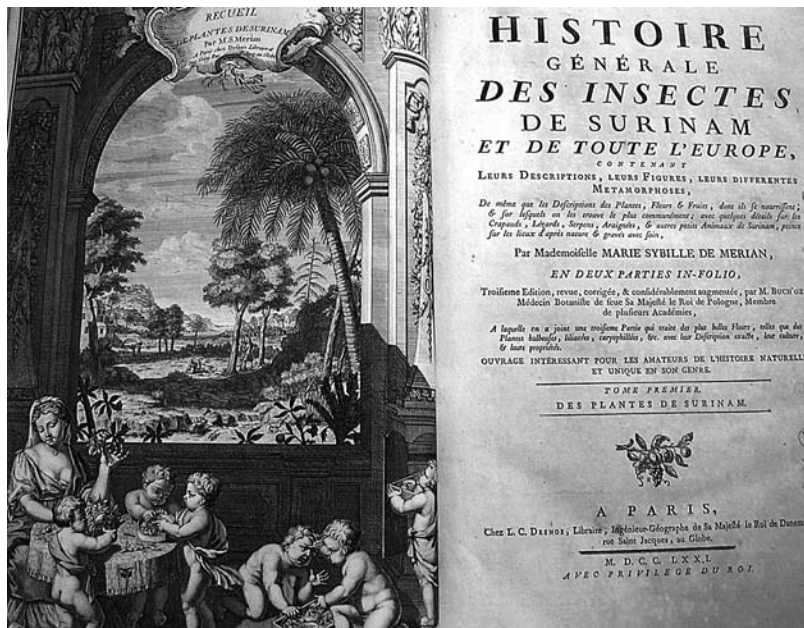 RECUEIL
DE PLANTES DE SURINAM
Par M.S. Merian
A Paris chez Desnos Libraire
HISTOIRE
GÉNÉRALE
DES INSECTES
DE SURINAM
ET DE TOUTE L'EUROPE,
CONTENANT
LEURS DESCRIPTIONS, LEURS FIGURES, LEURS DIFFERENTES
METAMORPHOSES,
De même que les Descriptions des Plantes, Fleurs & Fruits, dont ils se nourrissent;
& sur lesquels on les trouve le plus communément; avec quelques détails sur les
Crapauds, Lézards, Serpens, Araignées, & autres petits Animaux de Surinam, peints
sur les lieux d'après nature & gravés avec soin,
Par Mademoiselle MARIE SYBILLE DE MERIAN,
EN DEUX PARTIES IN-FOLIO,
Troisieme Edition, revue, corrigée, & considérablement augmentée, par M. BUCH'OZ
Médecin Botaniste de feue Sa Majesté le Roi de Pologne, Membre
de plusieurs Académies,
A laquelle on a joint une troisieme Partie qui traite des plus belles Fleurs, telles que des
Plantes bulbeuses, liliacées, caryophillées, &c. avec leur Description exacte, leur culture,
& leurs propriétés.
OUVRAGE INTÉRESSANT POUR LES AMATEURS DE L'HISTOIRE NATURELL
ET UNIQUE EN SON GENRE.
TOME PREMIER.
DES PLANTES DE SURINAM.
A PARIS,
Chez L. C. DESNOS, Libraire, Ingénieur-Géographe de Sa Majesté le Roi de Danem
rue Saint Jacques, au Globe.
M. D. C. C. LXXI.
AVEC PRIVILEGE DU ROI.